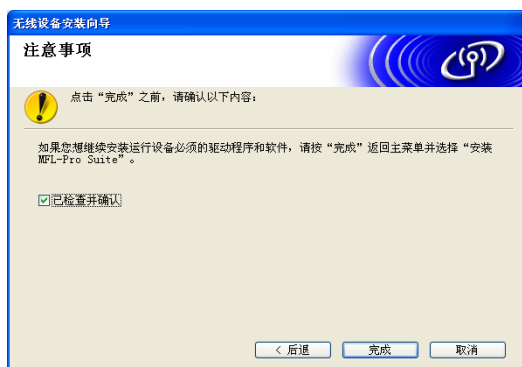 无线设备安装向导
注意事项
点击“完成”之前，请确认以下内容：
如果您想继续安装运行设备必须的驱动程序和软件，请按“完成”返回主菜单并选择“安装
MFL-Pro Suite”。
已检查并确认
< 后退
完成
取消